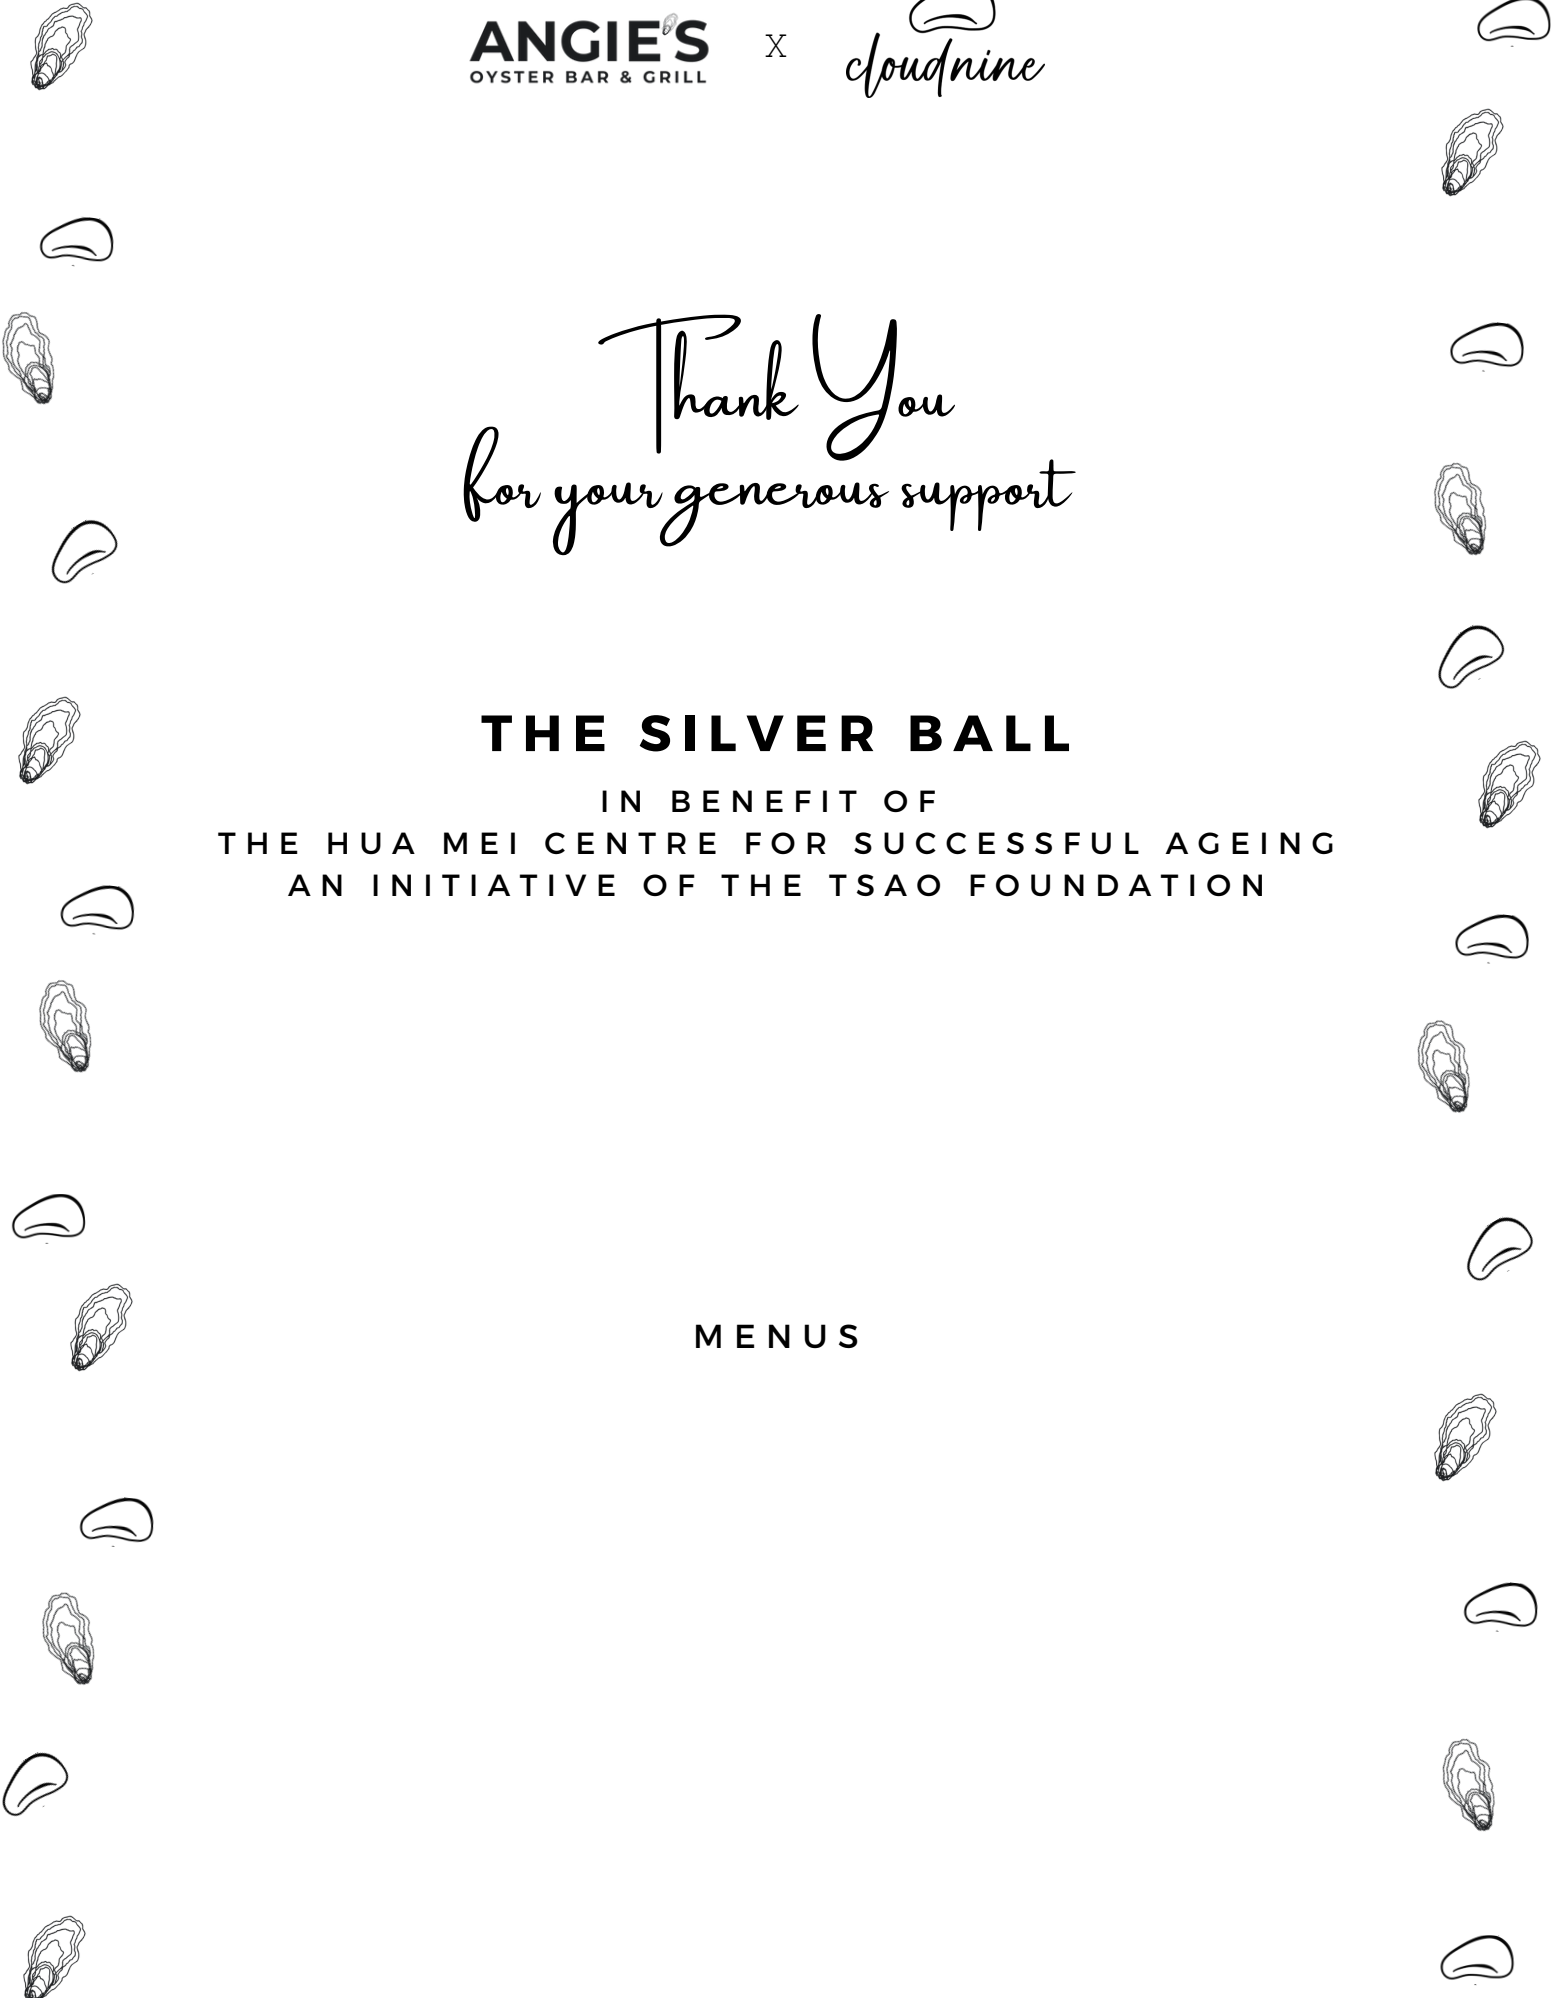 ANGIE'S
OYSTER BAR & GRILL
X
cloudnine
Thank You
for your generous support
THE SILVER BALL
IN BENEFIT OF
THE HUA MEI CENTRE FOR SUCCESSFUL AGEING
AN INITIATIVE OF THE TSAO FOUNDATION
MENUS